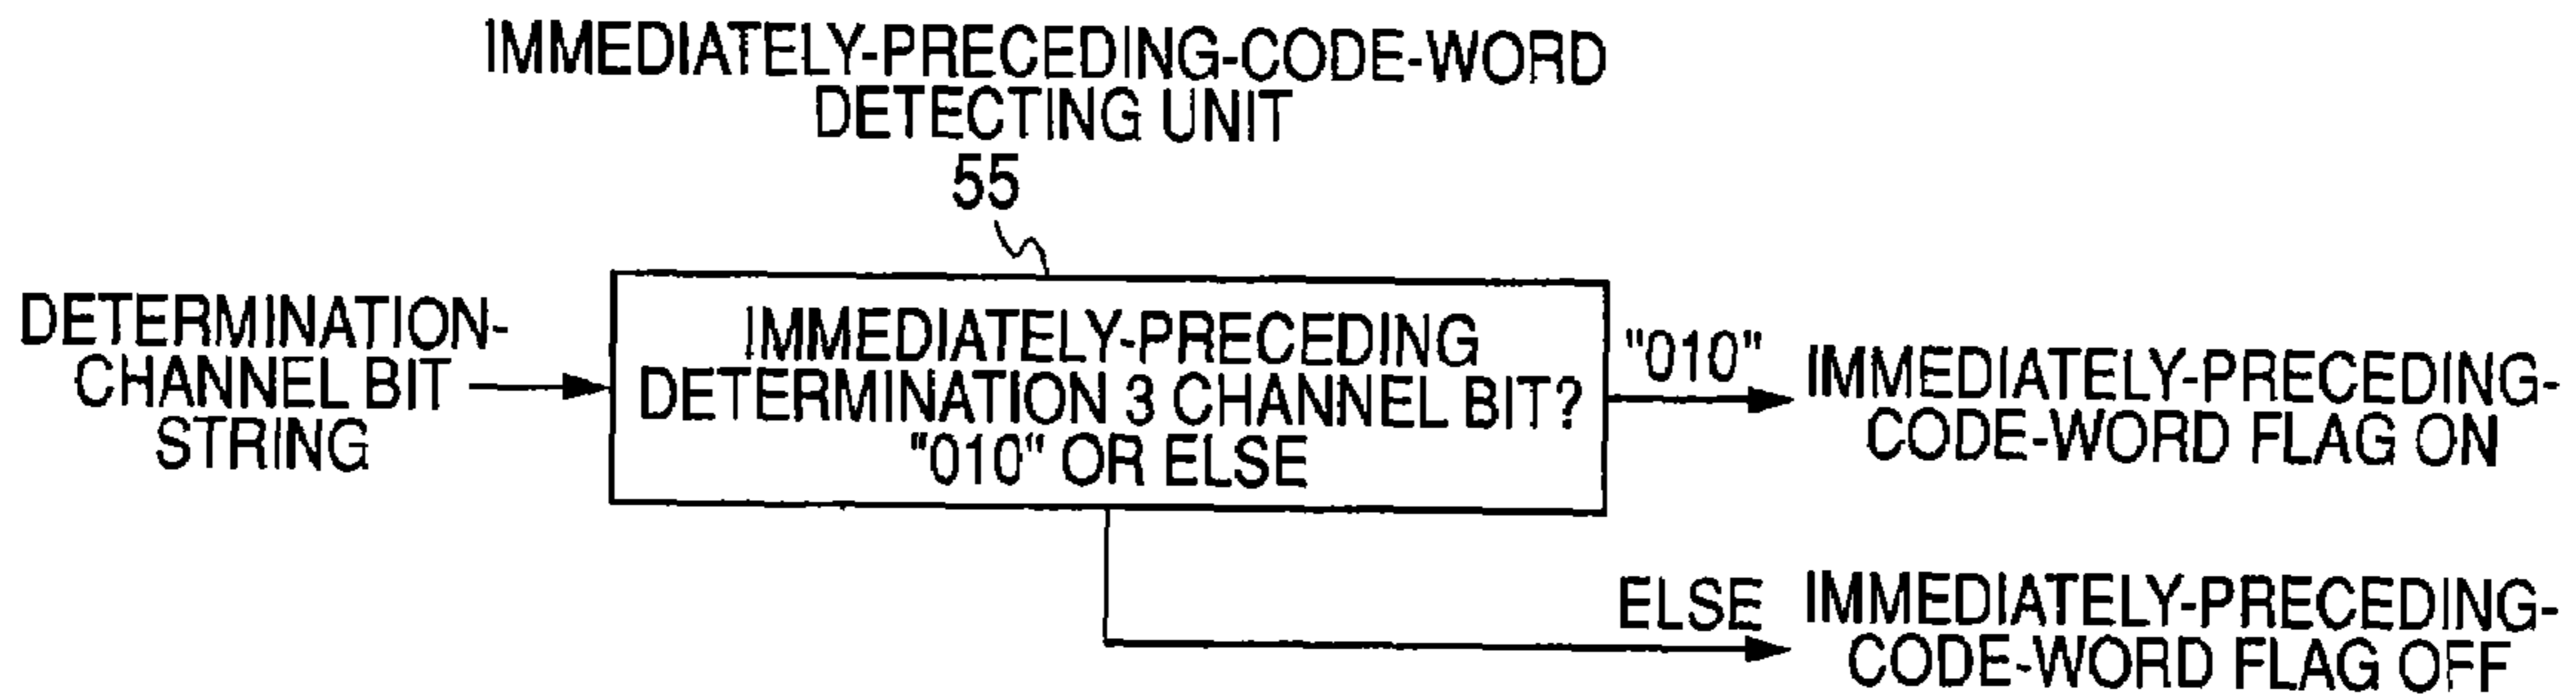 IMMEDIATELY-PRECEDING-CODE-WORD
DETECTING UNIT
55
DETERMINATION-
CHANNEL BIT
STRING
IMMEDIATELY-PRECEDING
DETERMINATION 3 CHANNEL BIT?
"010" OR ELSE
"010"
IMMEDIATELY-PRECEDING-
CODE-WORD FLAG ON
ELSE
IMMEDIATELY-PRECEDING-
CODE-WORD FLAG OFF